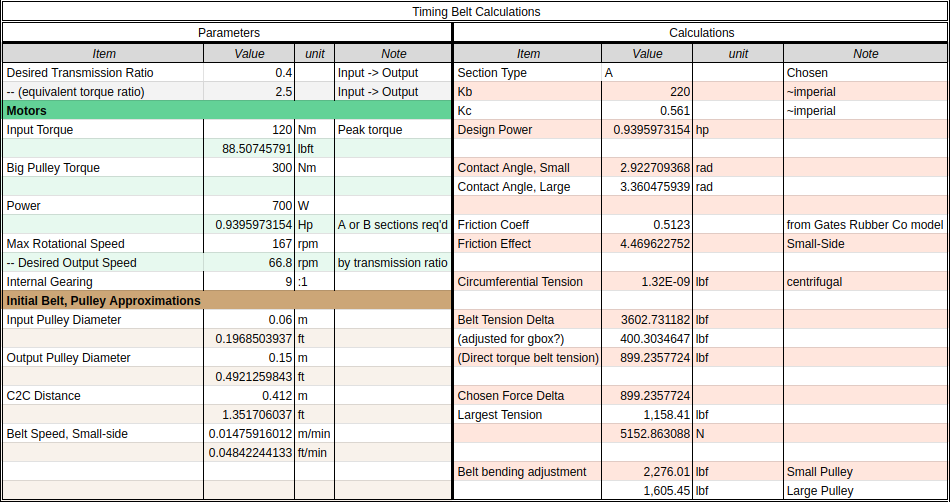 Timing Belt Calculations
Parameters Calculations
Item Value unit Note Item Value unit Note
Desired Transmission Ratio 0.4 Input -> Output Section Type A Chosen
-- (equivalent torque ratio) 2.5 Input -> Output Kb 220 ~imperial
Motors Kc 0.561 ~imperial
Input Torque 120 Nm Peak torque Design Power 0.9395973154 hp
88.50745791 lbft
Big Pulley Torque 300 Nm Contact Angle, Small 2.922709368 rad
Contact Angle, Large 3.360475939 rad
Power 700 W
0.9395973154 Hp A or B sections req'd Friction Coeff 0.5123 from Gates Rubber Co model
Max Rotational Speed 167 rpm Friction Effect 4.469622752 Small-Side
-- Desired Output Speed 66.8 rpm by transmission ratio
Internal Gearing 9 :1 Circumferential Tension 1.32E-09 lbf centrifugal
Initial Belt, Pulley Approximations
Input Pulley Diameter 0.06 m Belt Tension Delta 3602.731182 lbf
0.1968503937 ft (adjusted for gbox?) 400.3034647 lbf
Output Pulley Diameter 0.15 m (Direct torque belt tension) 899.2357724 lbf
0.4921259843 ft
C2C Distance 0.412 m Chosen Force Delta 899.2357724
1.351706037 ft Largest Tension 1,158.41 lbf
Belt Speed, Small-side 0.01475916012 m/min 5152.863088 N
0.04842244133 ft/min
Belt bending adjustment 2,276.01 lbf Small Pulley
1,605.45 lbf Large Pulley